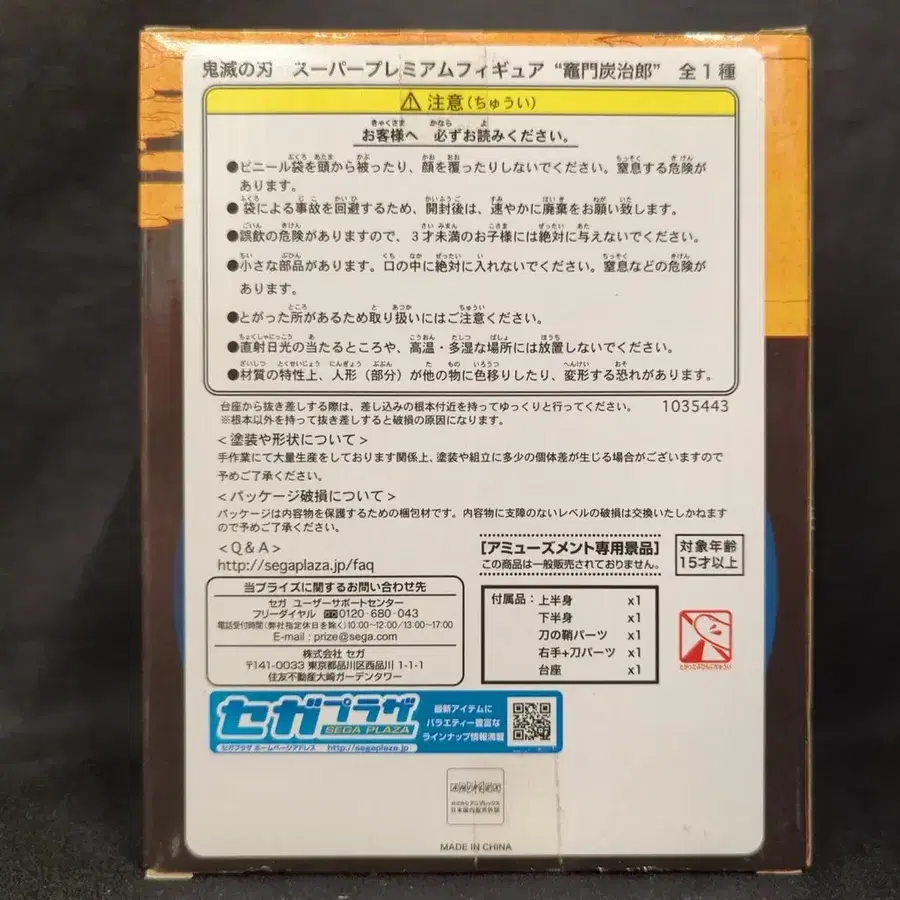 鬼滅の刃 スーパープレミアムフィギュア “竈門炭治郎” 全1種
注意(ちゅうい)
お客様へ 必ずお読みください。
●ビニール袋を頭から被ったり、顔を覆ったりしないでください。窒息する危険が
あります。
●袋による事故を回避するため、開封後は、速やかに廃棄をお願い致します。
●誤飲の危険がありますので、3才未満のお子様には絶対に与えないでください。
●小さな部品があります。口の中に絶対に入れないでください。窒息などの危険が
あります。
●とがった所があるため取り扱いにはご注意ください。
●直射日光の当たるところや、高温・多湿な場所には放置しないでください。
●材質の特性上、人形(部分)が他の物に色移りしたり、変形する恐れがあります。
台座から抜き差しする際は、差し込みの根本付近を持ってゆっくりと行ってください。 1035443
※根本以外を持って抜き差しすると破損の原因になります。
<塗装や形状について>
手作業にて大量生産をしております関係上、塗装や組立に多少の個体差が生じる場合がございますので
予めご了承ください。
<パッケージ破損について>
パッケージは内容物を保護するための梱包材です。内容物に支障のないレベルの破損は交換いたしかねます
ので予めご了承ください。
<Q&A>
http://segaplaza.jp/faq
[アミューズメント専用景品]
この商品は一般販売されておりません。
対象年齢
15才以上
当プライズに関するお問い合わせ先
セガ ユーザーサポートセンター
フリーダイヤル 0120-680-043
電話受付時間(弊社指定休日を除く)10:00~12:00/13:00~17:00
E-mail : prize@sega.com
株式会社 セガ
〒141-0033 東京都品川区西品川 1-1-1
住友不動産大崎ガーデンタワー
付属品: 上半身 x1
下半身 x1
刀の鞘パーツ x1
右手+刀パーツ x1
台座 x1
とがったぶひんにちゅうい
セガプラザ
SEGA PLAZA
セガプラザ ホームページアドレス http://segaplaza.jp
最新アイテムに
バラエティー豊富な
ラインナップ情報満載
MADE IN CHINA